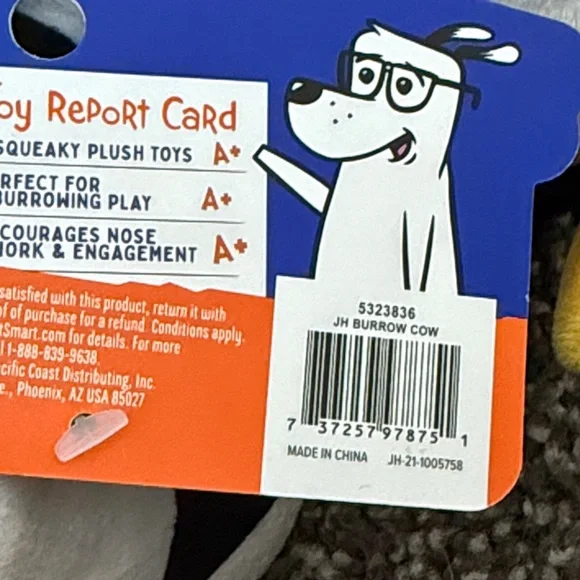 oy RePoRt CaRd
SQUEAKY PLUSH TOYS A+
RFECT FOR
BURROWING PLAY A+
COURAGES NOSE
WORK & ENGAGEMENT A+
satisfied with this product, return it with
of of purchase for a refund. Conditions apply.
tSmart.com for details. For more
l 1-888-839-9638.
cific Coast Distributing, Inc.
e., Phoenix, AZ USA 85027
5323836
JH BURROW COW
7 37257 97875 1
MADE IN CHINA JH-21-1005758